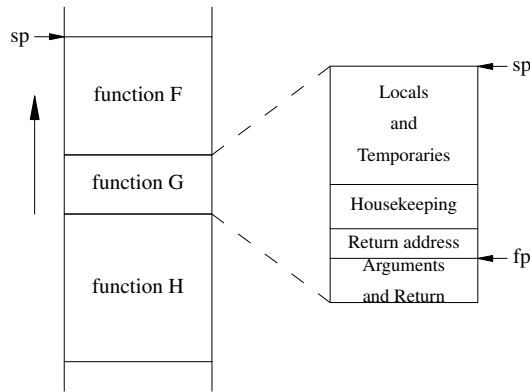 sp
function F
function G
function H
sp
Locals
and
Temporaries
Housekeeping
Return address
fp
Arguments
and Return